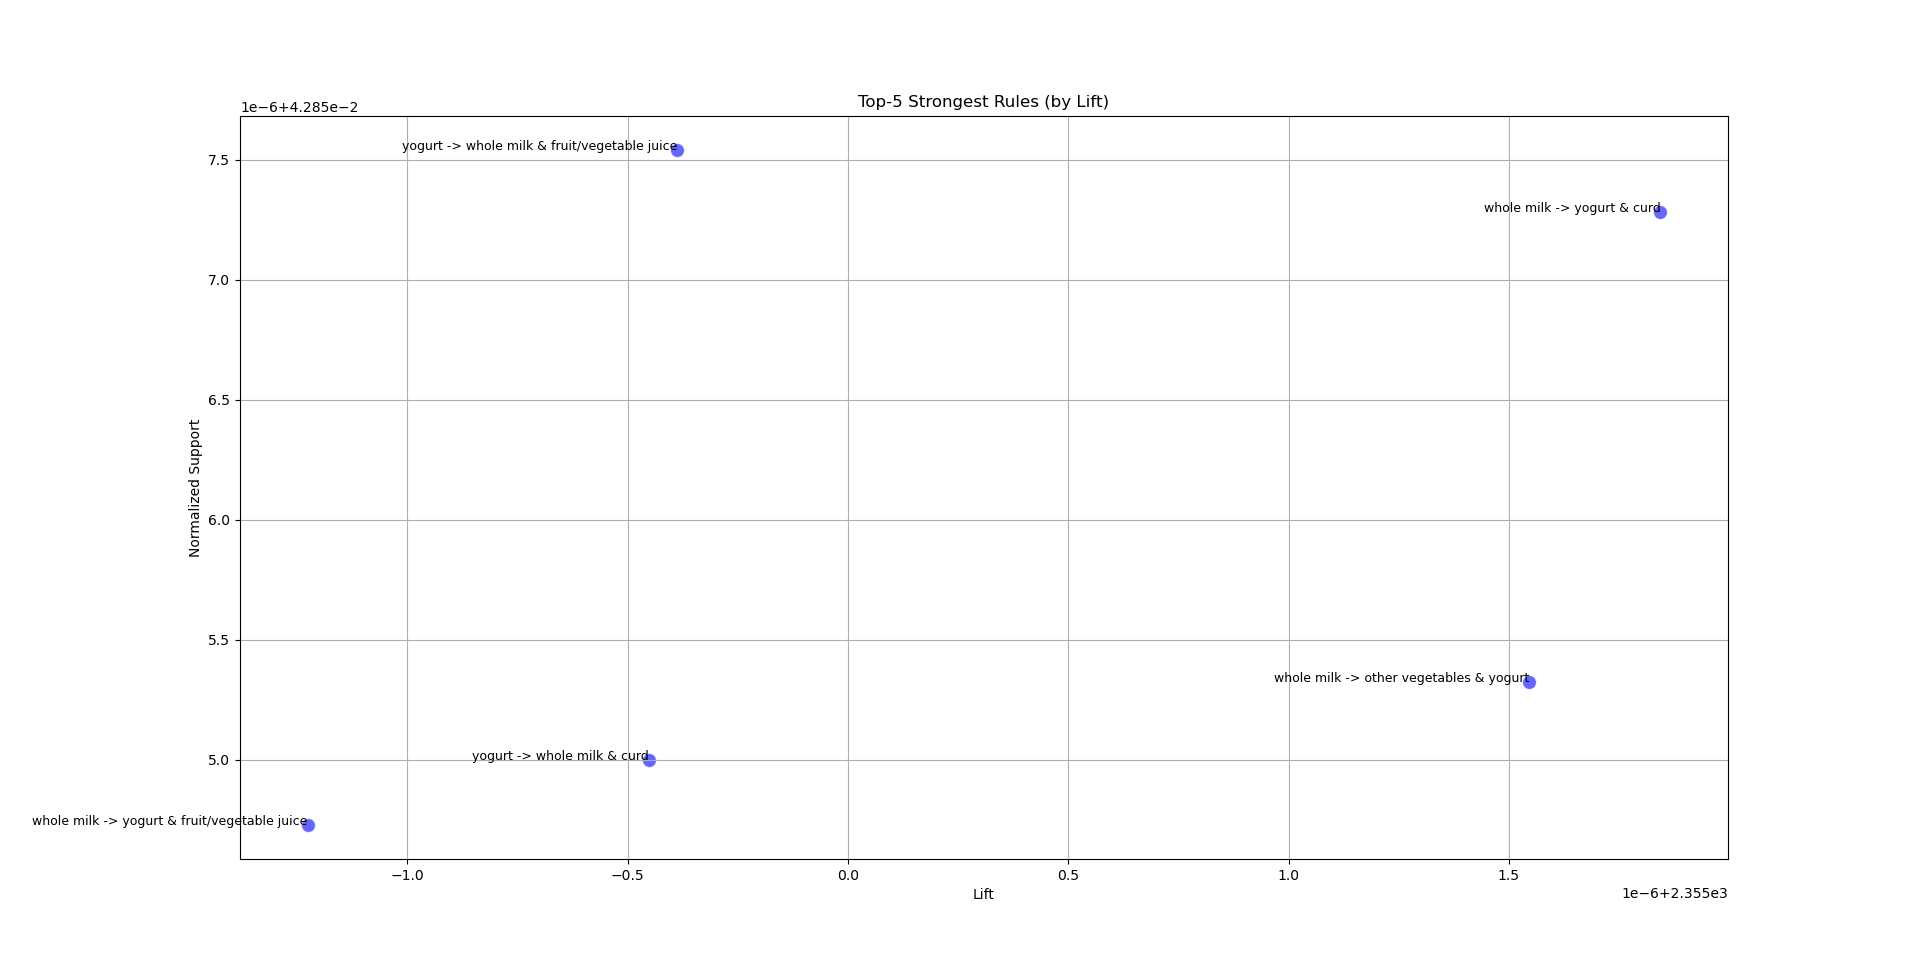 Top-5 Strongest Rules (by Lift)
1e−6+4.285e−2
yogurt -> whole milk & fruit/vegetable juice
7.5
whole milk -> yogurt & curd
7.0
6.5
Normalized Support
6.0
5.5
whole milk -> other vegetables & yogurt
yogurt -> whole milk & curd
5.0
whole milk -> yogurt & fruit/vegetable juice
−1.0 −0.5 0.0 0.5 1.0 1.5
Lift
1e−6+2.355e3